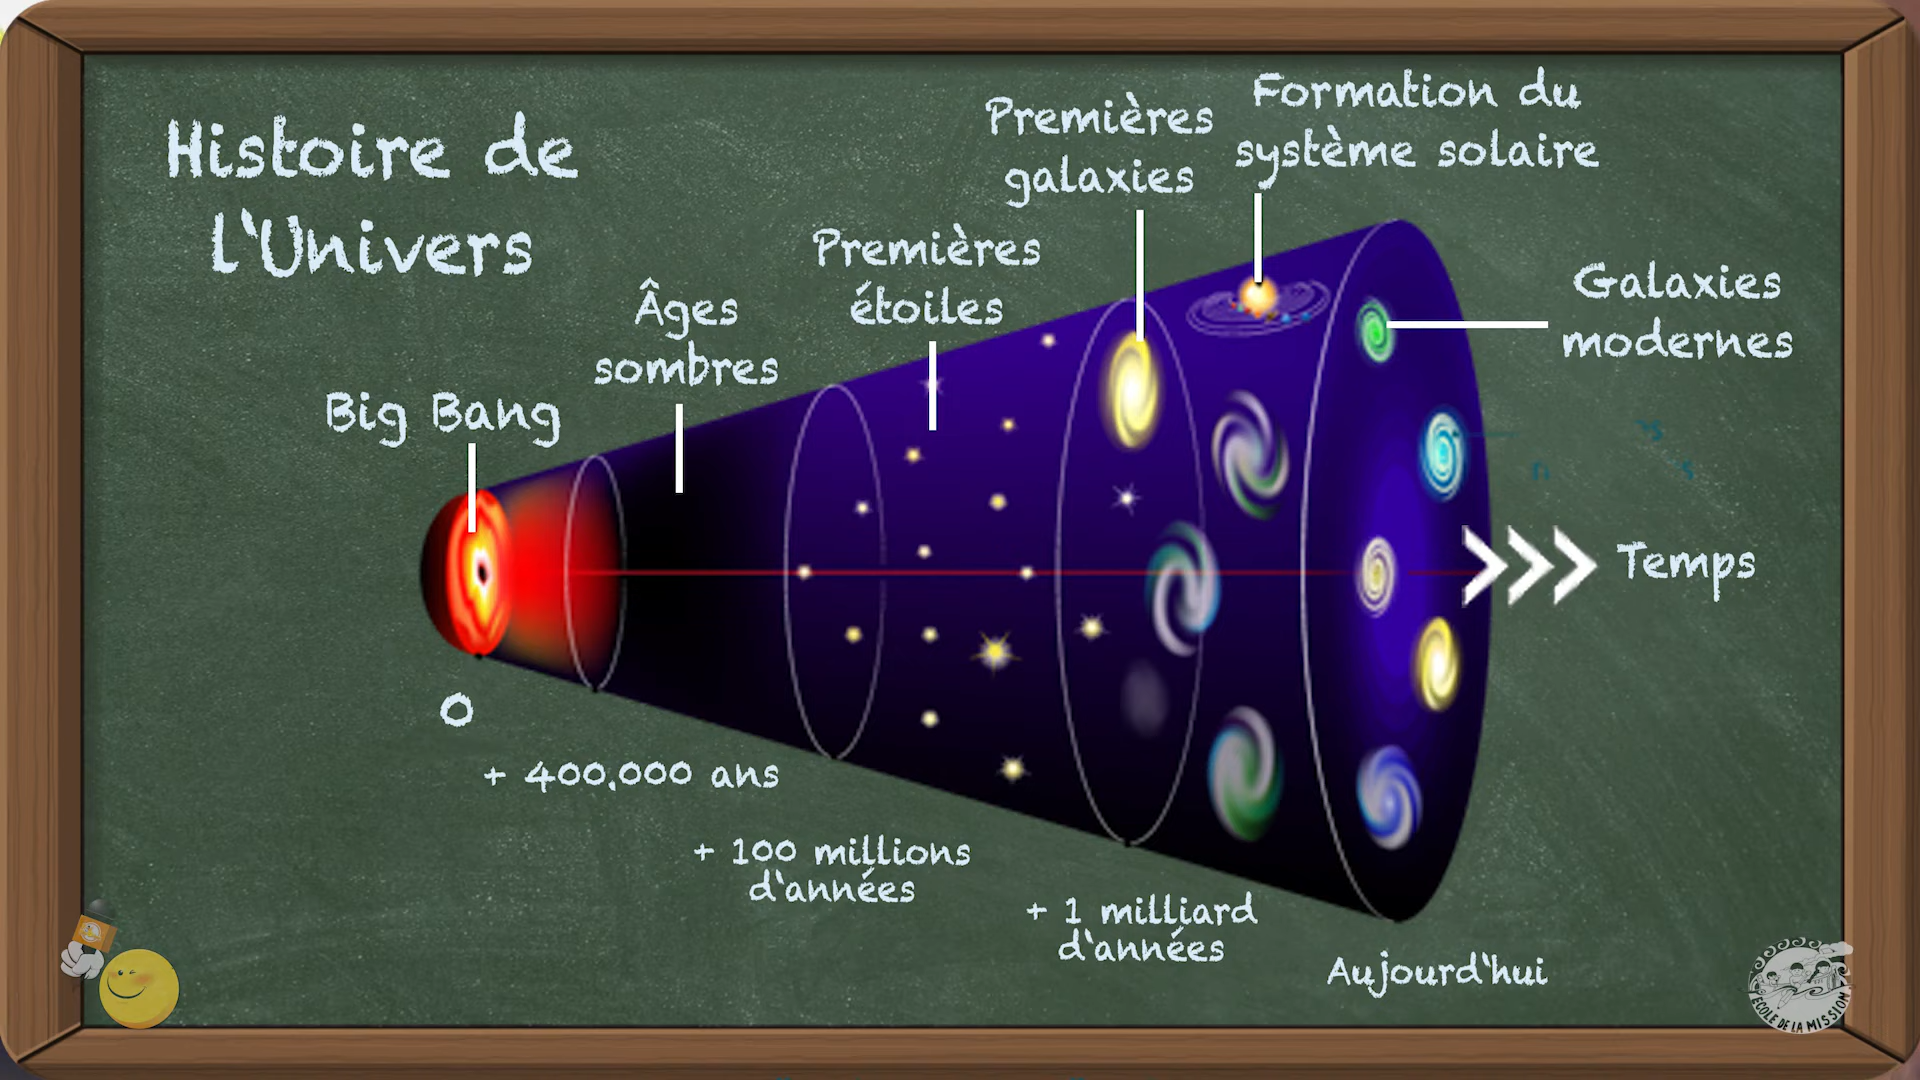 Histoire de
l'Univers
Big Bang
Âges
sombres
Premières
étoiles
Premières
galaxies
Formation du
système solaire
Galaxies
modernes
Temps
0
+ 400.000 ans
+ 100 millions
d'années
+ 1 milliard
d'années
Aujourd'hui
ECOLE DE LA MISSION